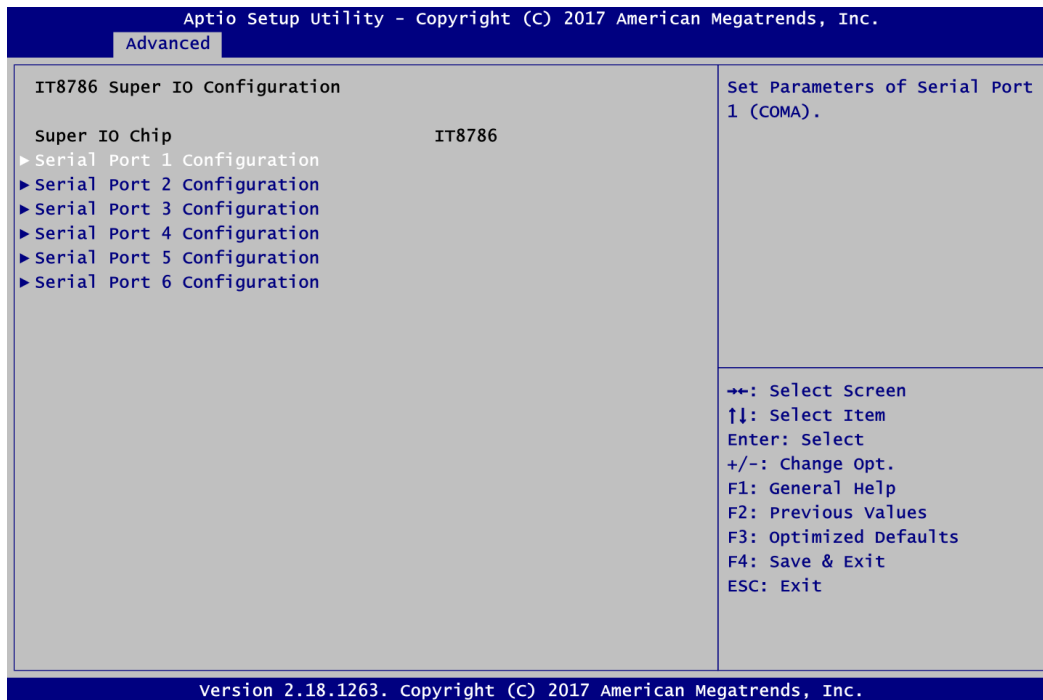 Aptio Setup Utility - Copyright (C) 2017 American Megatrends, Inc.
Advanced
IT8786 Super IO Configuration
Super IO Chip IT8786
▶ Serial Port 1 Configuration
▶ Serial Port 2 Configuration
▶ Serial Port 3 Configuration
▶ Serial Port 4 Configuration
▶ Serial Port 5 Configuration
▶ Serial Port 6 Configuration
Set Parameters of Serial Port
1 (COMA).
→←: Select Screen
↑↓: Select Item
Enter: Select
+/-: Change Opt.
F1: General Help
F2: Previous Values
F3: Optimized Defaults
F4: Save & Exit
ESC: Exit
Version 2.18.1263. Copyright (C) 2017 American Megatrends, Inc.